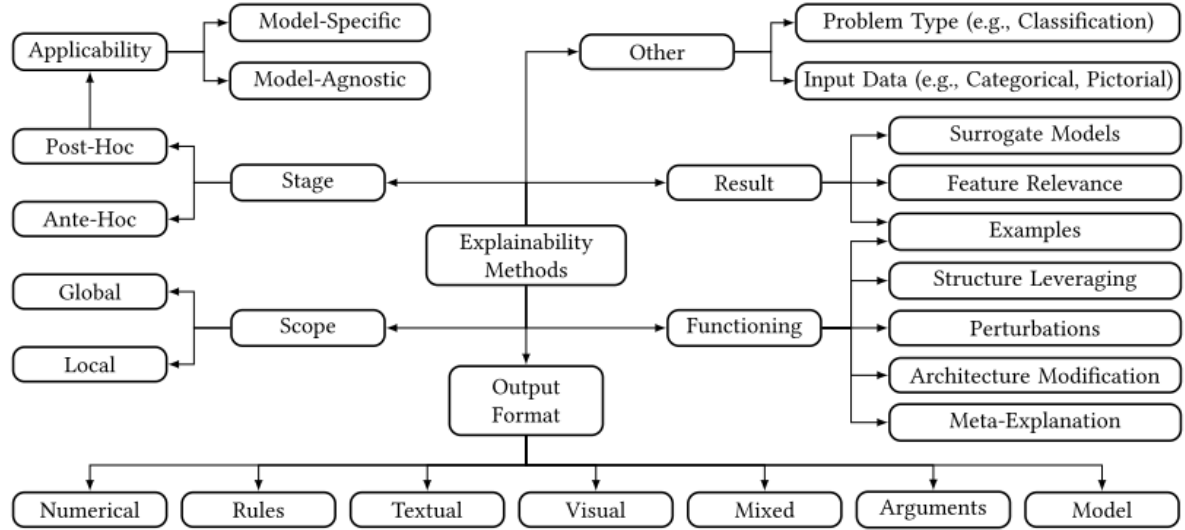 Applicability
Model-Specific
Model-Agnostic
Other
Problem Type (e.g., Classification)
Input Data (e.g., Categorical, Pictorial)
Post-Hoc
Ante-Hoc
Stage
Result
Surrogate Models
Feature Relevance
Examples
Explainability
Methods
Global
Local
Scope
Functioning
Structure Leveraging
Perturbations
Architecture Modification
Meta-Explanation
Output
Format
Numerical
Rules
Textual
Visual
Mixed
Arguments
Model